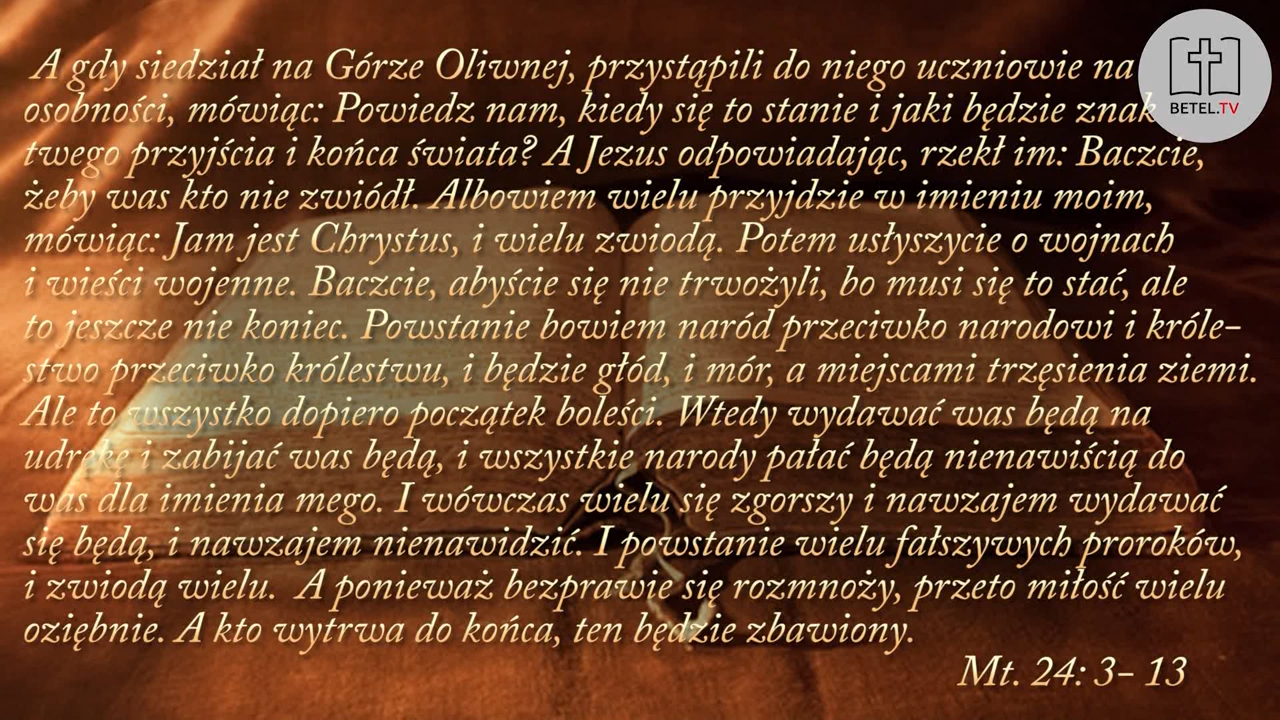 A gdy siedział na Górze Oliwnej, przystąpili do niego uczniowie na
osobności, mówiąc: Powiedz nam, kiedy się to stanie i jaki będzie znak
twego przyjścia i końca świata? A Jezus odpowiadając, rzekł im: Baczcie,
żeby was kto nie zwiódł. Albowiem wielu przyjdzie w imieniu moim,
mówiąc: Jam jest Chrystus, i wielu zwiodą. Potem usłyszycie o wojnach
i wieści wojenne. Baczcie, abyście się nie trwożyli, bo musi się to stać, ale
to jeszcze nie koniec. Powstanie bowiem naród przeciwko narodowi i króle-
stwo przeciwko królestwu, i będzie głód, i mór, a miejscami trzęsienia ziemi.
Ale to wszystko dopiero początek boleści. Wtedy wydawać was będą na
udrękę i zabijać was będą, i wszystkie narody pałać będą nienawiścią do
was dla imienia mego. I wówczas wielu się zgorszy i nawzajem wydawać
się będą, i nawzajem nienawidzić. I powstanie wielu fałszywych proroków,
i zwiodą wielu. A ponieważ bezprawie się rozmnoży, przeto miłość wielu
oziębnie. A kto wytrwa do końca, ten będzie zbawiony.
Mt. 24: 3- 13
BETEL.TV